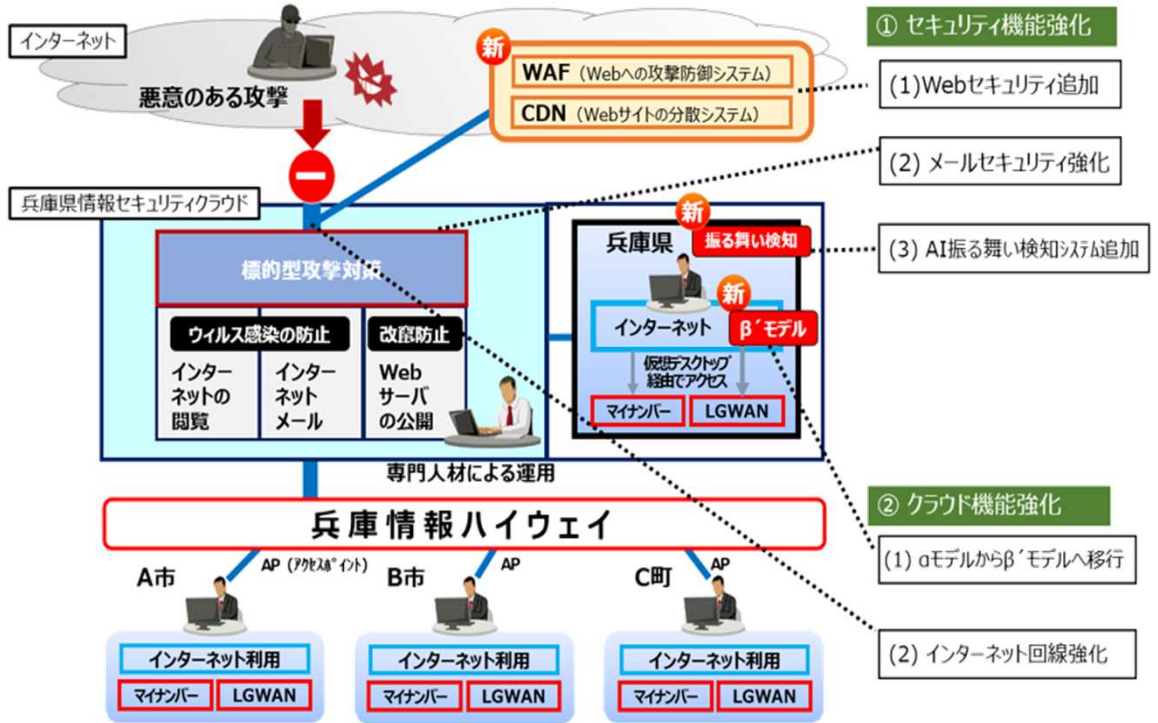 インターネット
悪意のある攻撃
新
WAF（Webへの攻撃防御システム）
CDN（Webサイトの分散システム）
① セキュリティ機能強化
(1)Webセキュリティ追加
(2) メールセキュリティ強化
(3) AI振る舞い検知システム追加
兵庫県情報セキュリティクラウド
標的型攻撃対策
ウィルス感染の防止
改竄防止
インター
ネットの
閲覧
インター
ネット
メール
Web
サーバ
の公開
専門人材による運用
兵庫県
新
振る舞い検知
新
インターネット
β´モデル
仮想デスクトップ
経由でアクセス
マイナンバー
LGWAN
② クラウド機能強化
(1) αモデルからβ´モデルへ移行
(2) インターネット回線強化
兵庫情報ハイウェイ
A市
AP（アクセスポイント）
B市
AP
C町
AP
インターネット利用
マイナンバー
LGWAN
インターネット利用
マイナンバー
LGWAN
インターネット利用
マイナンバー
LGWAN